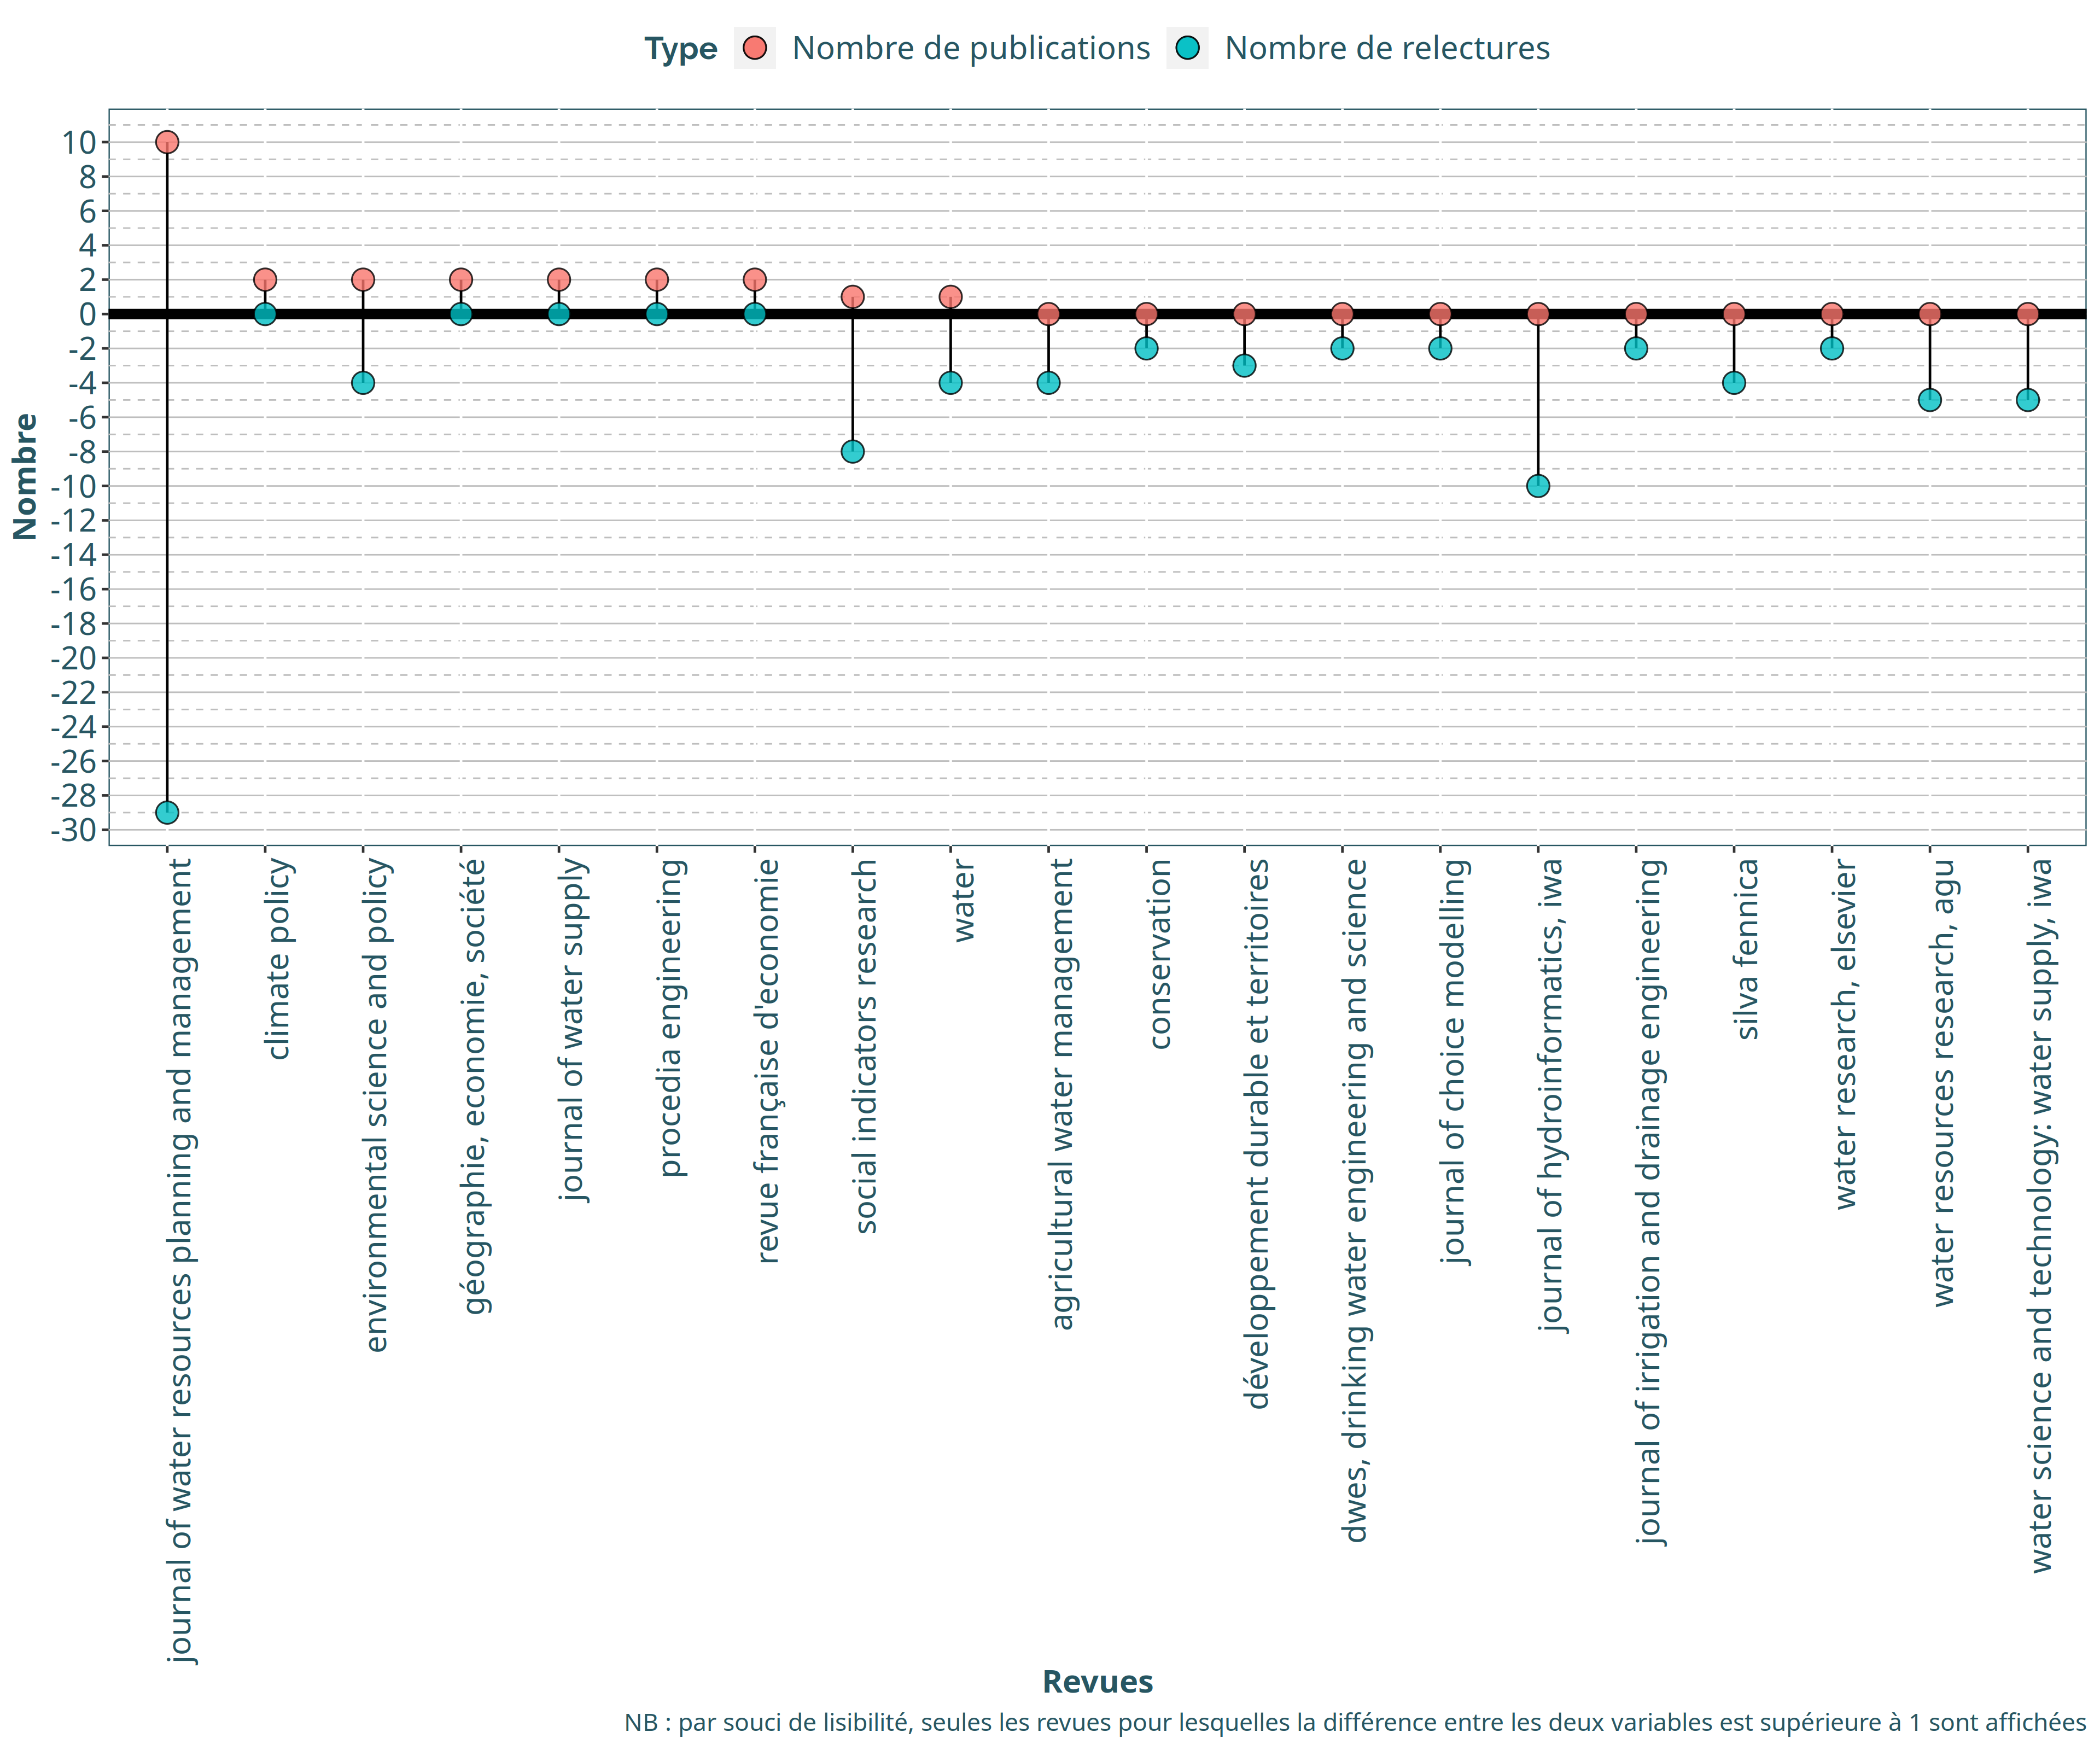 Type Nombre de publications Nombre de relectures
Nombre
10
8
6
4
2
0
-2
-4
-6
-8
-10
-12
-14
-16
-18
-20
-22
-24
-26
-28
-30
journal of water resources planning and management
climate policy
environmental science and policy
géographie, economie, société
journal of water supply
procedia engineering
revue française d'economie
social indicators research
water
agricultural water management
conservation
développement durable et territoires
dwes, drinking water engineering and science
journal of choice modelling
journal of hydroinformatics, iwa
journal of irrigation and drainage engineering
silva fennica
water research, elsevier
water resources research, agu
water science and technology: water supply, iwa
Revues
NB : par souci de lisibilité, seules les revues pour lesquelles la différence entre les deux variables est supérieure à 1 sont affichées